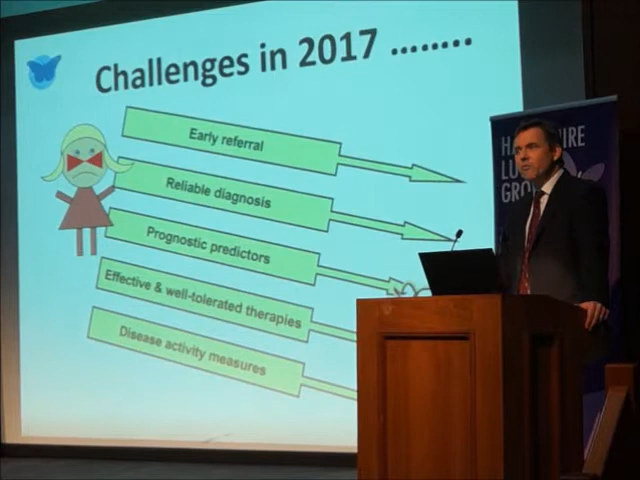 Challenges in 2017 ........
Early referral
Reliable diagnosis
Prognostic predictors
Effective & well-tolerated therapies
Disease activity measures